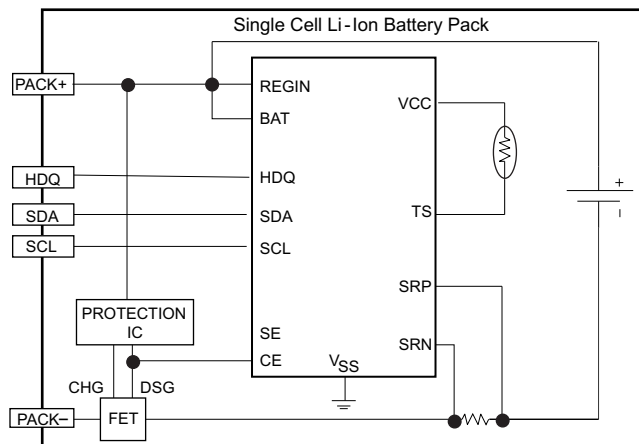 Single Cell Li-Ion Battery Pack
PACK+
REGIN
VCC
BAT
+
HDQ
HDQ
SDA
SDA
TS
−
SCL
SCL
SRP
PROTECTION
IC
SE
SRN
CE
VSS
CHG
DSG
PACK−
FET